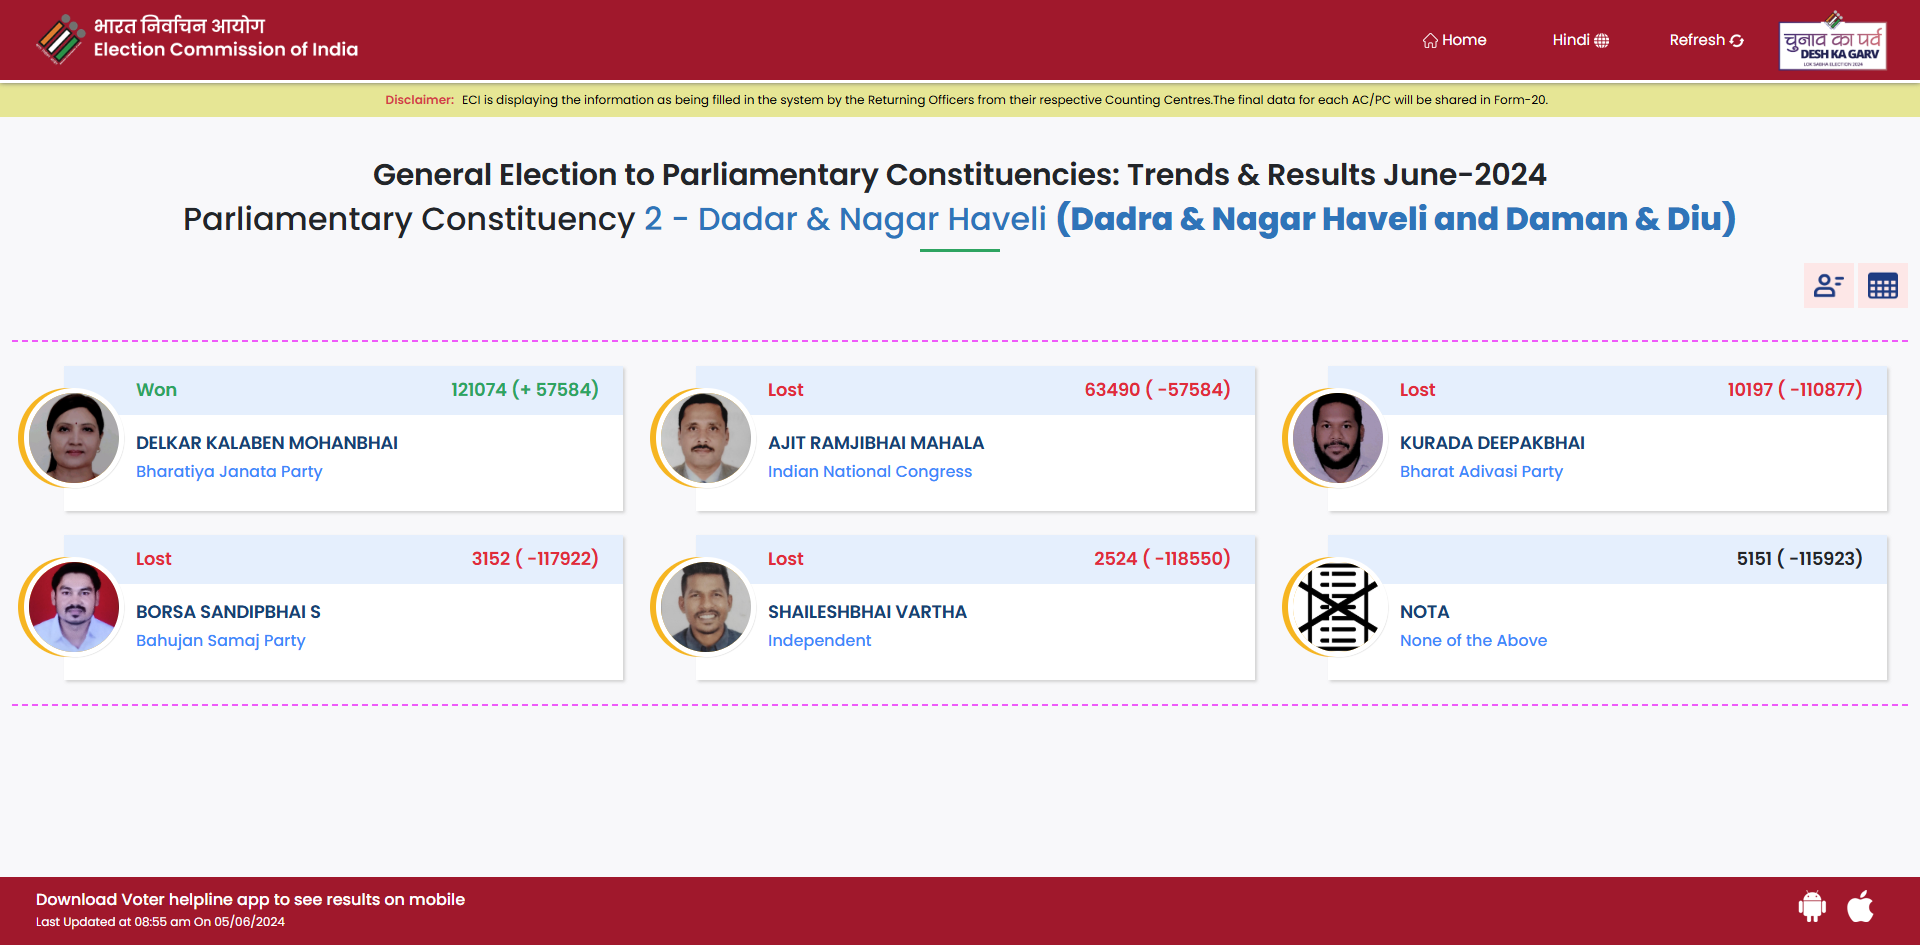 भारत निर्वाचन आयोग
Election Commission of India
Home
Hindi
Refresh
चुनाव का पर्व
DESH KA GARV
LOK SABHA ELECTION 2024
Disclaimer: ECI is displaying the information as being filled in the system by the Returning Officers from their respective Counting Centres.The final data for each AC/PC will be shared in Form-20.
General Election to Parliamentary Constituencies: Trends & Results June-2024
Parliamentary Constituency 2 - Dadar & Nagar Haveli (Dadra & Nagar Haveli and Daman & Diu)
Won 121074 (+ 57584)
DELKAR KALABEN MOHANBHAI
Bharatiya Janata Party
Lost 63490 ( -57584)
AJIT RAMJIBHAI MAHALA
Indian National Congress
Lost 10197 ( -110877)
KURADA DEEPAKBHAI
Bharat Adivasi Party
Lost 3152 ( -117922)
BORSA SANDIPBHAI S
Bahujan Samaj Party
Lost 2524 ( -118550)
SHAILESHBHAI VARTHA
Independent
5151 ( -115923)
NOTA
None of the Above
Download Voter helpline app to see results on mobile
Last Updated at 08:55 am On 05/06/2024